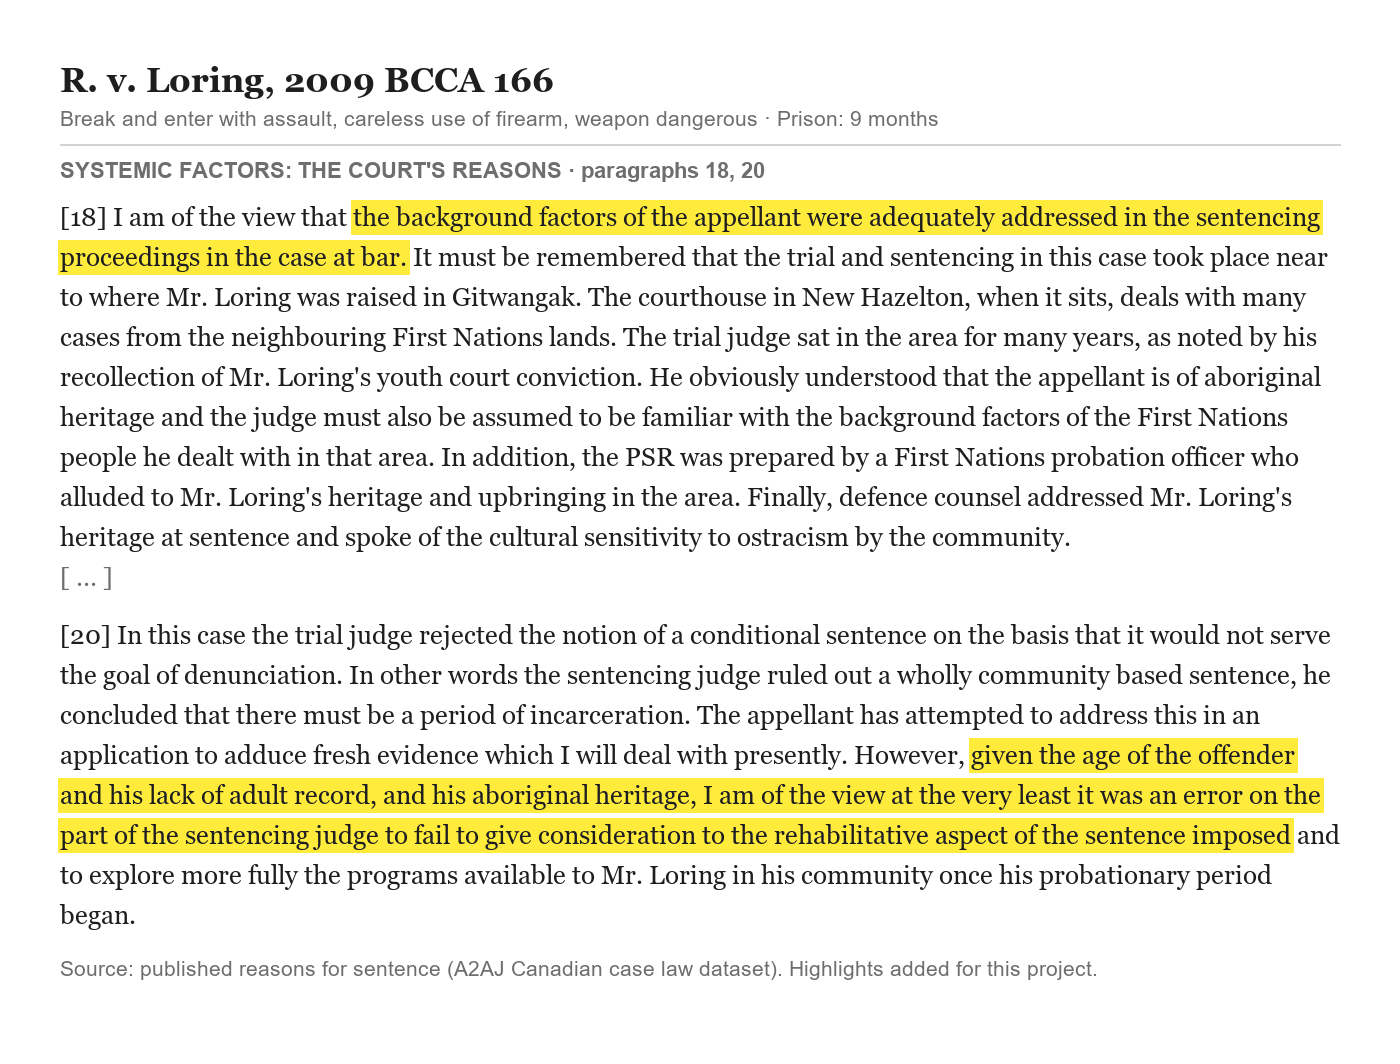 R. v. Loring, 2009 BCCA 166
Break and enter with assault, careless use of firearm, weapon dangerous · Prison: 9 months
SYSTEMIC FACTORS: THE COURT'S REASONS · paragraphs 18, 20
[18] I am of the view that the background factors of the appellant were adequately addressed in the sentencing
proceedings in the case at bar. It must be remembered that the trial and sentencing in this case took place near
to where Mr. Loring was raised in Gitwangak. The courthouse in New Hazelton, when it sits, deals with many
cases from the neighbouring First Nations lands. The trial judge sat in the area for many years, as noted by his
recollection of Mr. Loring's youth court conviction. He obviously understood that the appellant is of aboriginal
heritage and the judge must also be assumed to be familiar with the background factors of the First Nations
people he dealt with in that area. In addition, the PSR was prepared by a First Nations probation officer who
alluded to Mr. Loring's heritage and upbringing in the area. Finally, defence counsel addressed Mr. Loring's
heritage at sentence and spoke of the cultural sensitivity to ostracism by the community.
[ ... ]
[20] In this case the trial judge rejected the notion of a conditional sentence on the basis that it would not serve
the goal of denunciation. In other words the sentencing judge ruled out a wholly community based sentence, he
concluded that there must be a period of incarceration. The appellant has attempted to address this in an
application to adduce fresh evidence which I will deal with presently. However, given the age of the offender
and his lack of adult record, and his aboriginal heritage, I am of the view at the very least it was an error on the
part of the sentencing judge to fail to give consideration to the rehabilitative aspect of the sentence imposed and
to explore more fully the programs available to Mr. Loring in his community once his probationary period
began.
Source: published reasons for sentence (A2AJ Canadian case law dataset). Highlights added for this project.